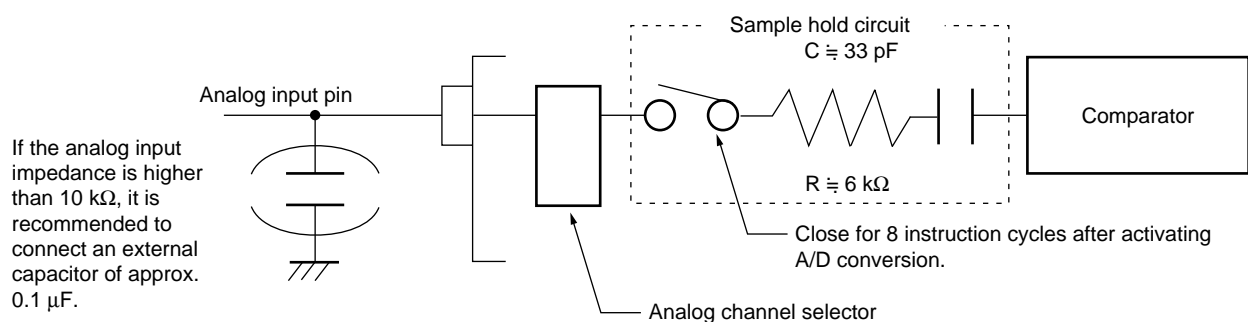 Sample hold circuit
C ≒ 33 pF
Analog input pin
Comparator
If the analog input
impedance is higher
than 10 kΩ, it is
recommended to
connect an external
capacitor of approx.
0.1 µF.
R ≒ 6 kΩ
Close for 8 instruction cycles after activating
A/D conversion.
Analog channel selector